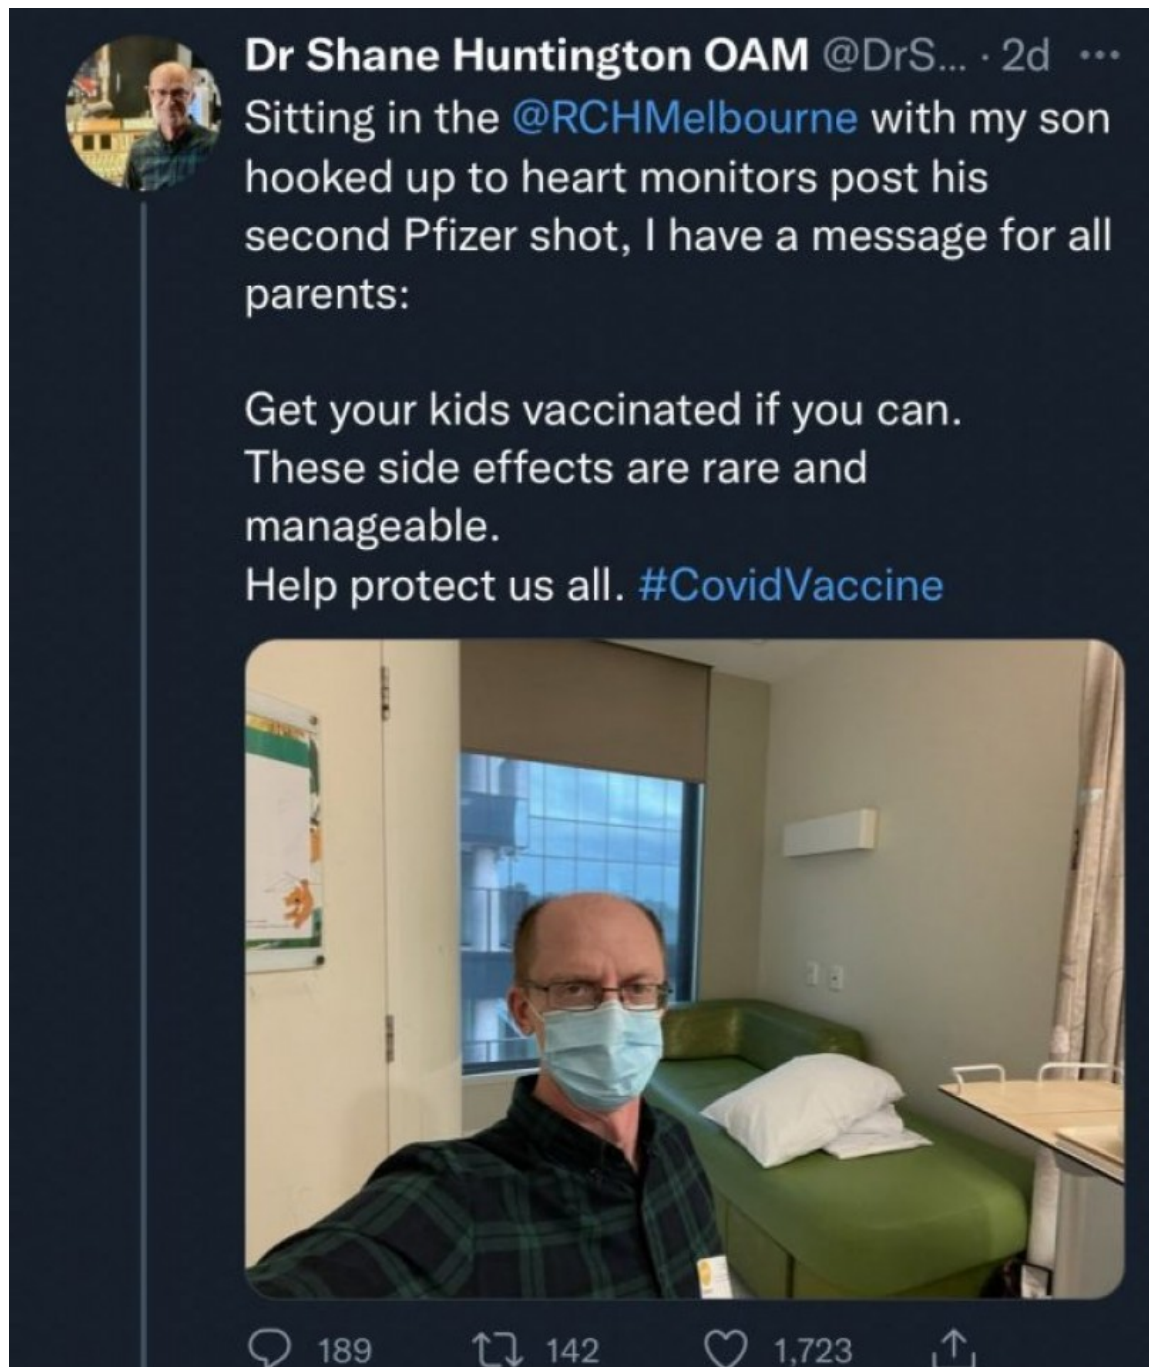 Dr Shane Huntington OAM @DrS... · 2d
Sitting in the @RCHMelbourne with my son
hooked up to heart monitors post his
second Pfizer shot, I have a message for all
parents:
Get your kids vaccinated if you can.
These side effects are rare and
manageable.
Help protect us all. #CovidVaccine
189 142 1,723